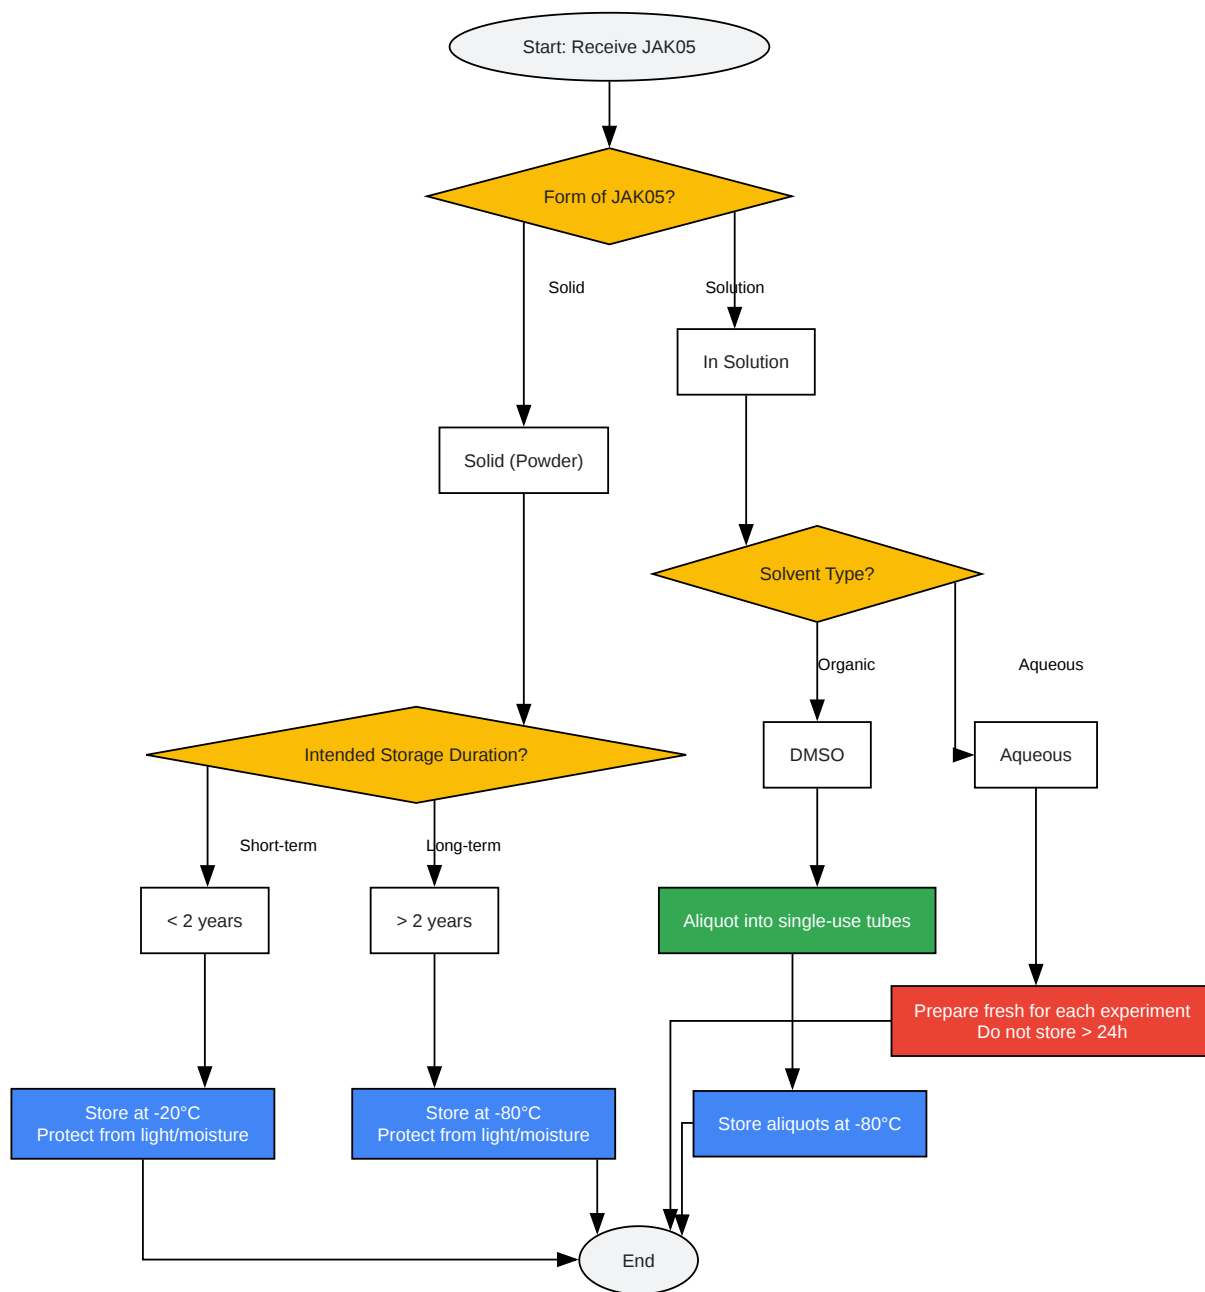 Start: Receive JAK05
Form of JAK05?
Solid
Solution
In Solution
Solid (Powder)
Solvent Type?
Organic
Aqueous
Intended Storage Duration?
DMSO
Aqueous
Short-term
Long-term
< 2 years
> 2 years
Aliquot into single-use tubes
Prepare fresh for each experiment
Do not store > 24h
Store at -20°C
Protect from light/moisture
Store at -80°C
Protect from light/moisture
Store aliquots at -80°C
End